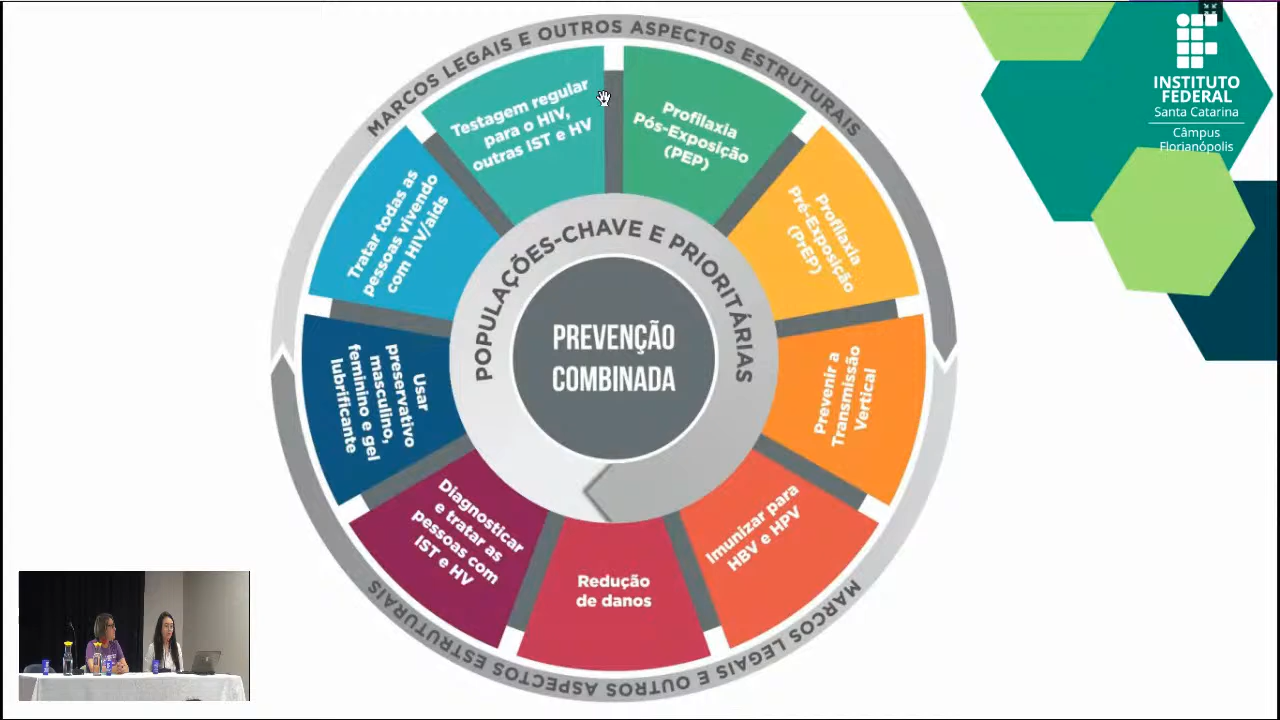 MARCOS LEGAIS E OUTROS ASPECTOS ESTRUTURAIS
Testagem regular
para o HIV,
outras IST e HV
Profilaxia
Pós-Exposição
(PEP)
Profilaxia
Pré-Exposição
(PrEP)
Prevenir a
Transmissão
Vertical
Imunizar para
HBV e HPV
Redução
de danos
Diagnosticar
e tratar as
pessoas com
IST e HV
Usar
preservativo
masculino,
feminino e gel
lubrificante
Tratar todas as
pessoas vivendo
com HIV/aids
POPULAÇÕES-CHAVE E PRIORITÁRIAS
PREVENÇÃO
COMBINADA
MARCOS LEGAIS E OUTROS ASPECTOS ESTRUTURAIS
INSTITUTO
FEDERAL
Santa Catarina
Câmpus
Florianópolis